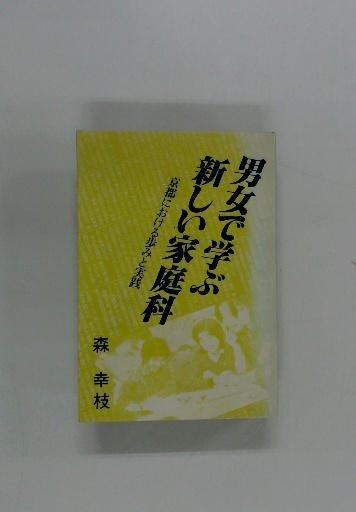 男女で学ぶ
新しい家庭科
京都における歩みと実践
森 幸枝